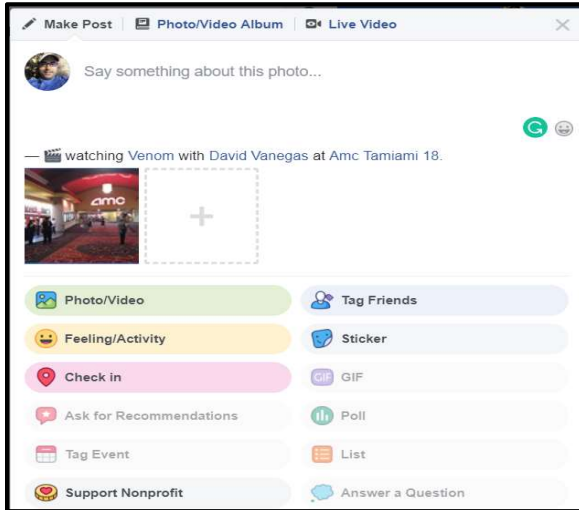 Make Post Photo/Video Album Live Video
Say something about this photo...
— watching Venom with David Vanegas at Amc Tamiami 18.
amc
Photo/Video Tag Friends
Feeling/Activity Sticker
Check in GIF GIF
Ask for Recommendations Poll
Tag Event List
Support Nonprofit Answer a Question